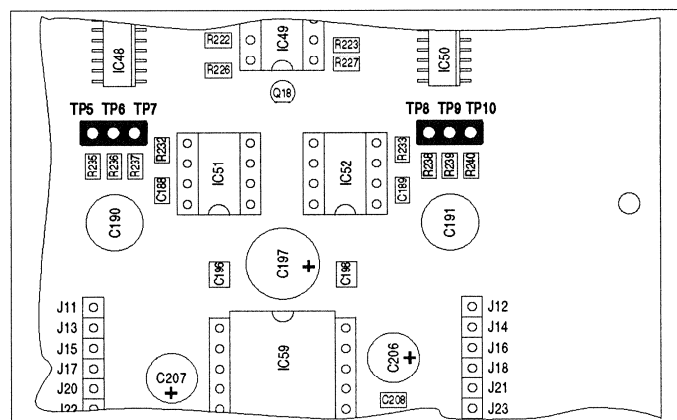 IC48
R222
IC49
R223
R226
R227
IC50
Q18
TP5 TP6 TP7
TP8 TP9 TP10
R235
R236
R237
R232
C188
IC51
IC52
R233
C189
R238
R239
R240
C190
C191
C196
C197
+
C198
J11
J13
J15
J17
J20
J22
C207
+
IC59
C206
+
C208
J12
J14
J16
J18
J21
J23